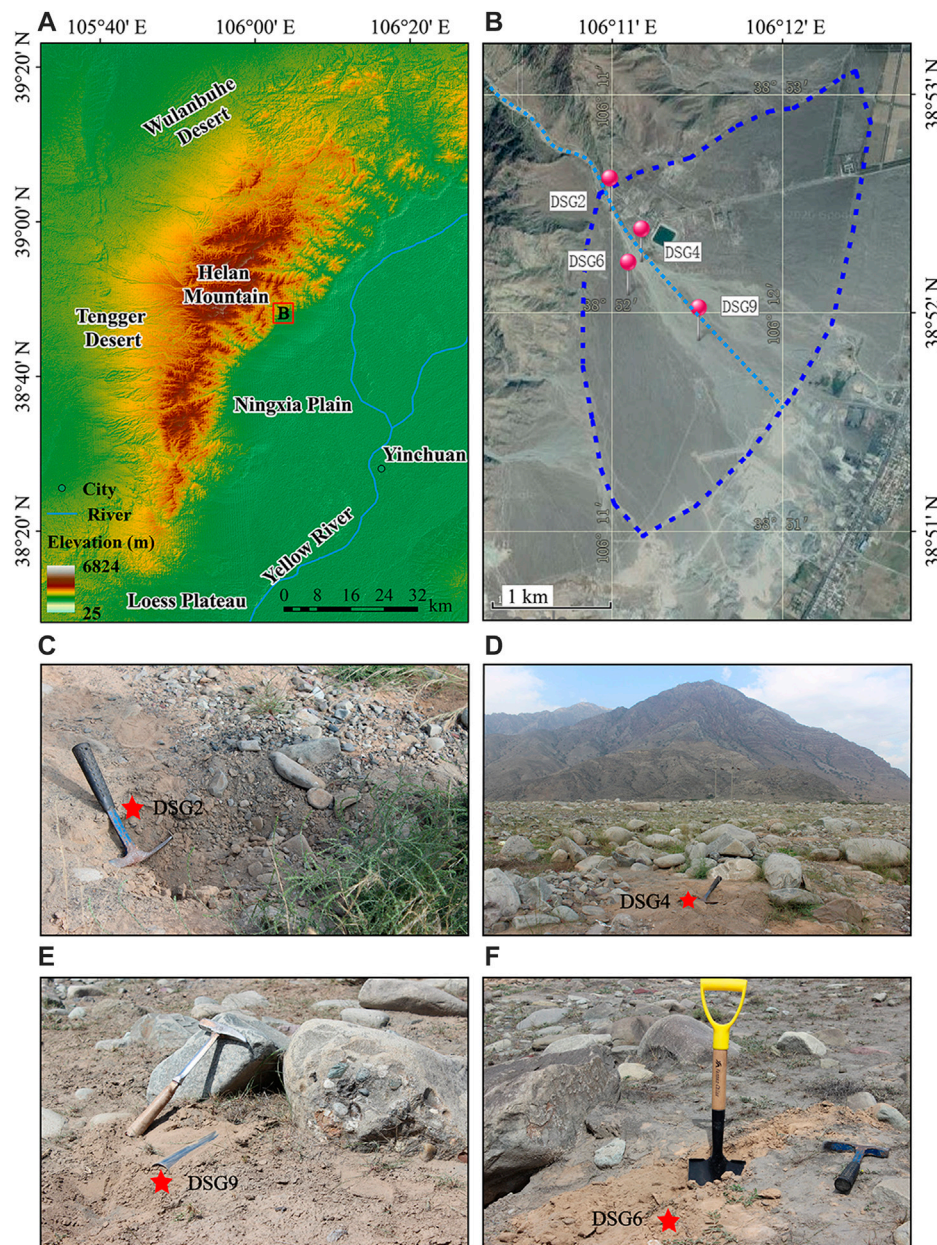 A
105°40' E
106°00' E
106°20' E
39°20' N
39°00' N
38°40' N
38°20' N
Wulanbuhe
Desert
Helan
Mountain
B
Tengger
Desert
Ningxia Plain
Yinchuan
City
River
Elevation (m)
6824
25
Yellow River
Loess Plateau
0 8 16 24 32
km
B
106°11' E
106°12' E
38°53' N
38°52' N
38°51' N
106°11'
38°53'
DSG2
DSG4
DSG6
38°52'
106°12'
DSG9
106°11'
38°51'
1 km
C
DSG2
D
DSG4
E
DSG9
F
DSG6